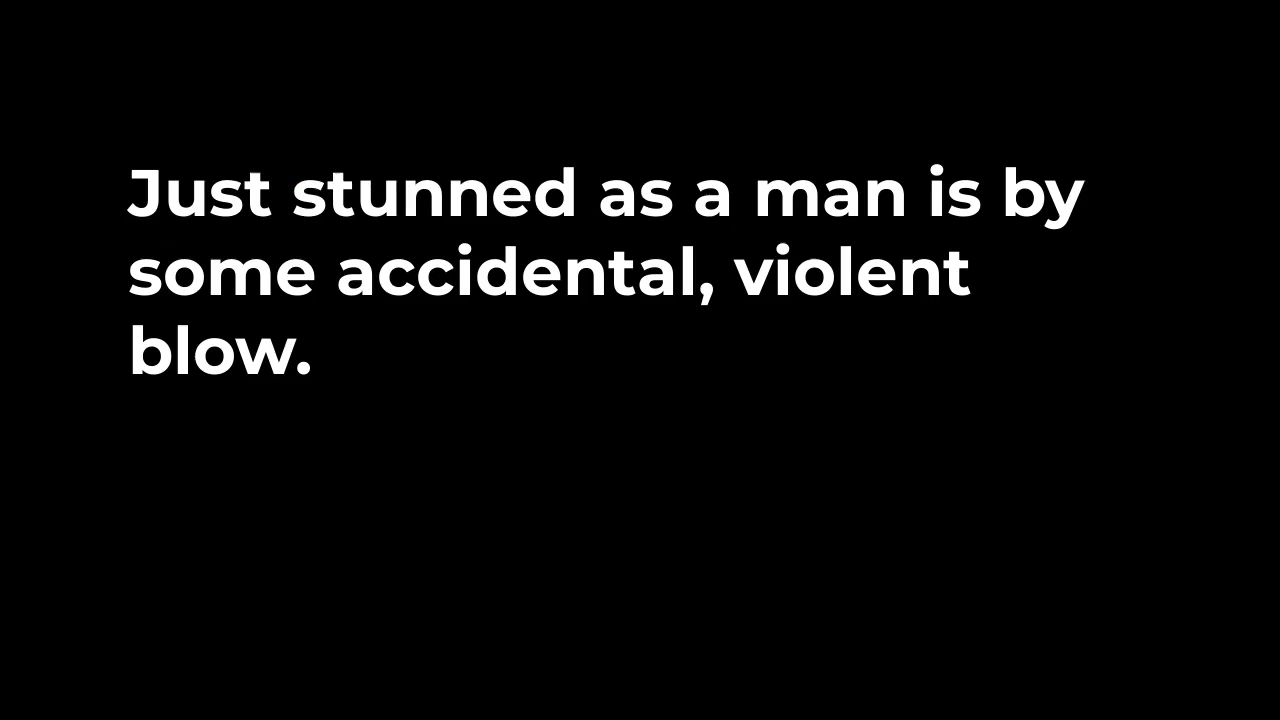 Just stunned as a man is by
some accidental, violent
blow.